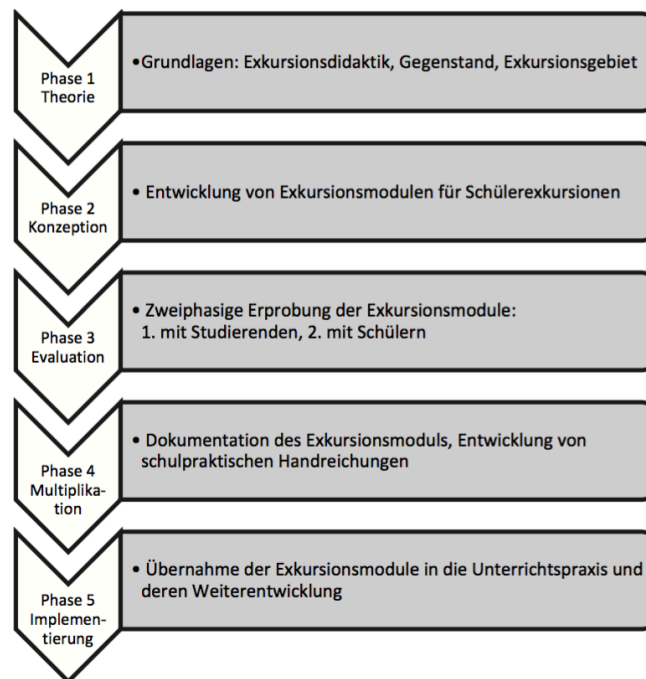 Phase 1
Theorie
•Grundlagen: Exkursionsdidaktik, Gegenstand, Exkursionsgebiet
Phase 2
Konzeption
• Entwicklung von Exkursionsmodulen für Schülerexkursionen
Phase 3
Evaluation
• Zweiphasige Erprobung der Exkursionsmodule:
1. mit Studierenden, 2. mit Schülern
Phase 4
Multiplika-
tion
• Dokumentation des Exkursionsmoduls, Entwicklung von
schulpraktischen Handreichungen
Phase 5
Implemen-
tierung
• Übernahme der Exkursionsmodule in die Unterrichtspraxis und
deren Weiterentwicklung